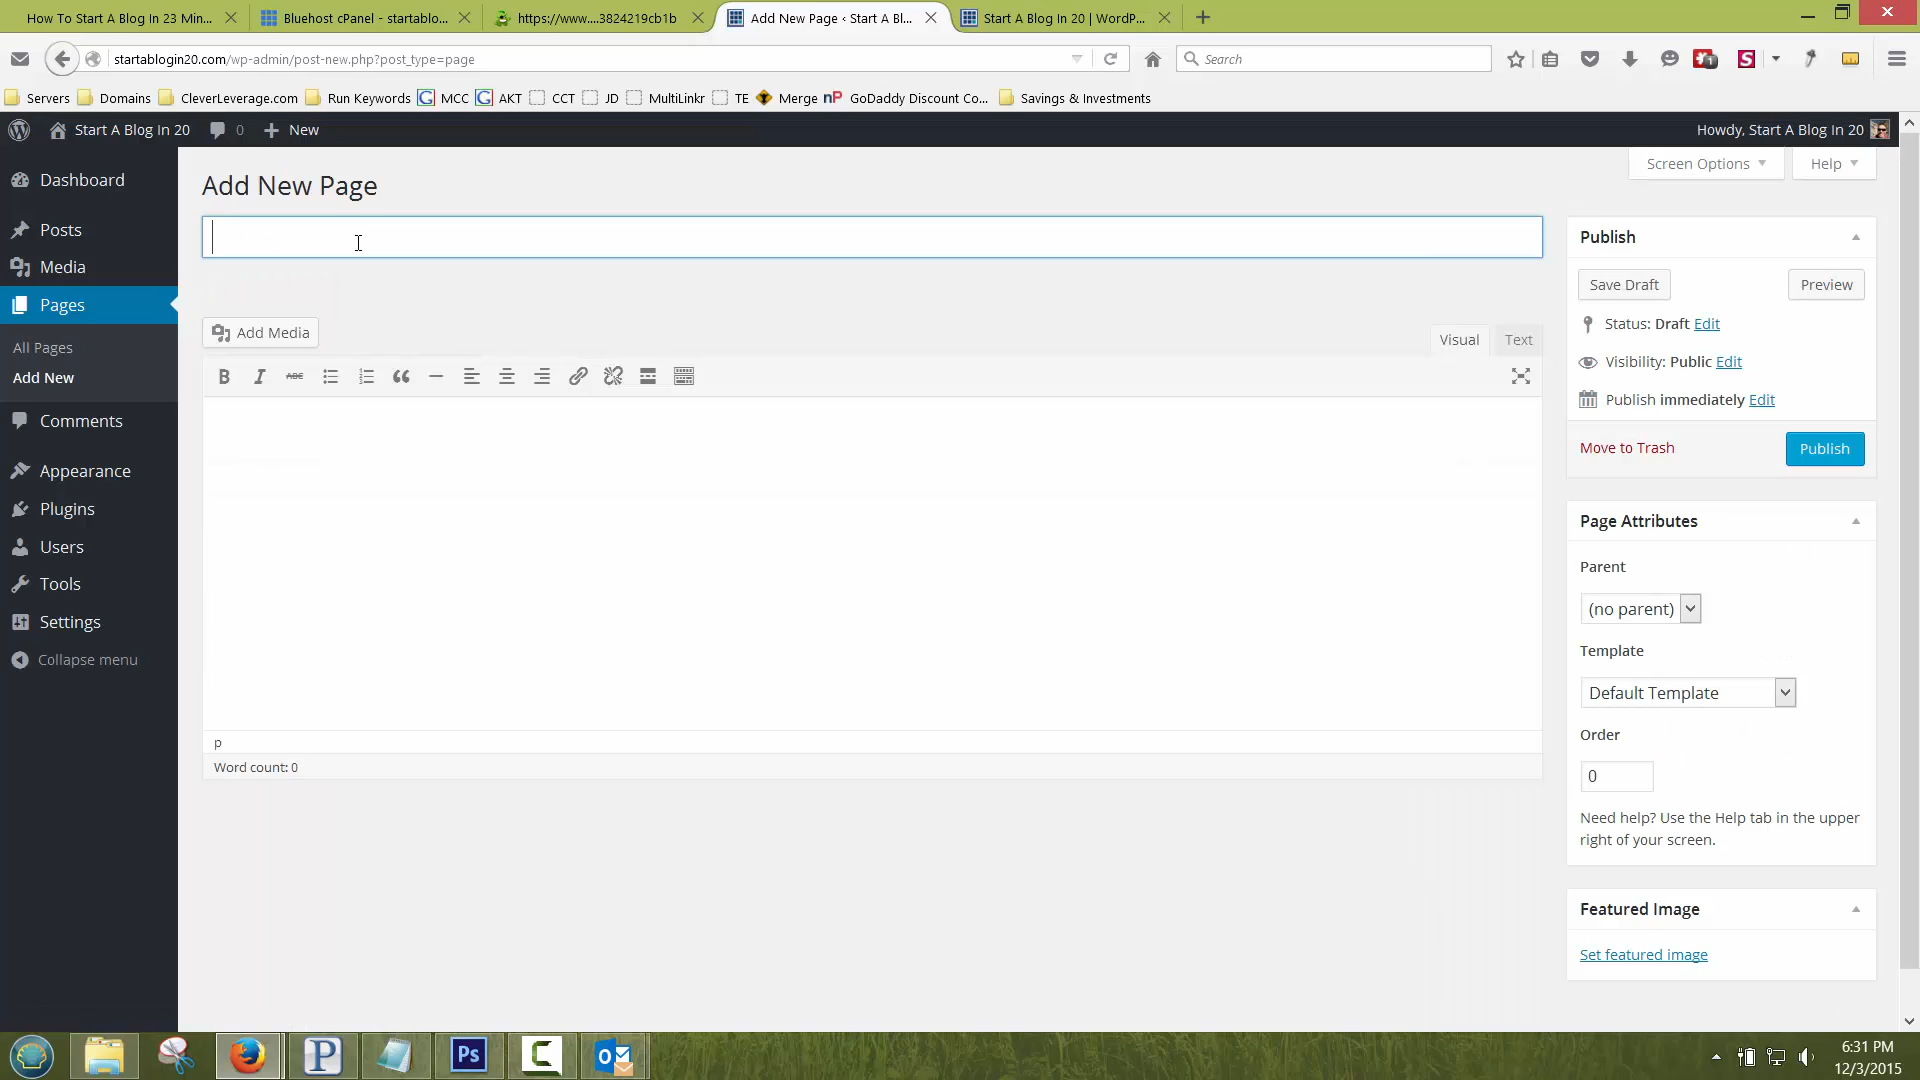 How To Start A Blog In 23 Min...
Bluehost cPanel - startablo...
https://www....3824219cb1b
Add New Page ‹ Start A Bl...
Start A Blog In 20 | WordP...
startablogin20.com/wp-admin/post-new.php?post_type=page
Search
Servers
Domains
CleverLeverage.com
Run Keywords
MCC
AKT
CCT
JD
MultiLinkr
TE
Merge
GoDaddy Discount Co...
Savings & Investments
Start A Blog In 20
0
New
Howdy, Start A Blog In 20
Screen Options
Help
Dashboard
Posts
Media
Pages
All Pages
Add New
Comments
Appearance
Plugins
Users
Tools
Settings
Collapse menu
Add New Page
Add Media
Visual
Text
B
I
ABC
p
Word count: 0
Publish
Save Draft
Preview
Status: Draft Edit
Visibility: Public Edit
Publish immediately Edit
Move to Trash
Publish
Page Attributes
Parent
(no parent)
Template
Default Template
Order
0
Need help? Use the Help tab in the upper
right of your screen.
Featured Image
Set featured image
6:31 PM
12/3/2015